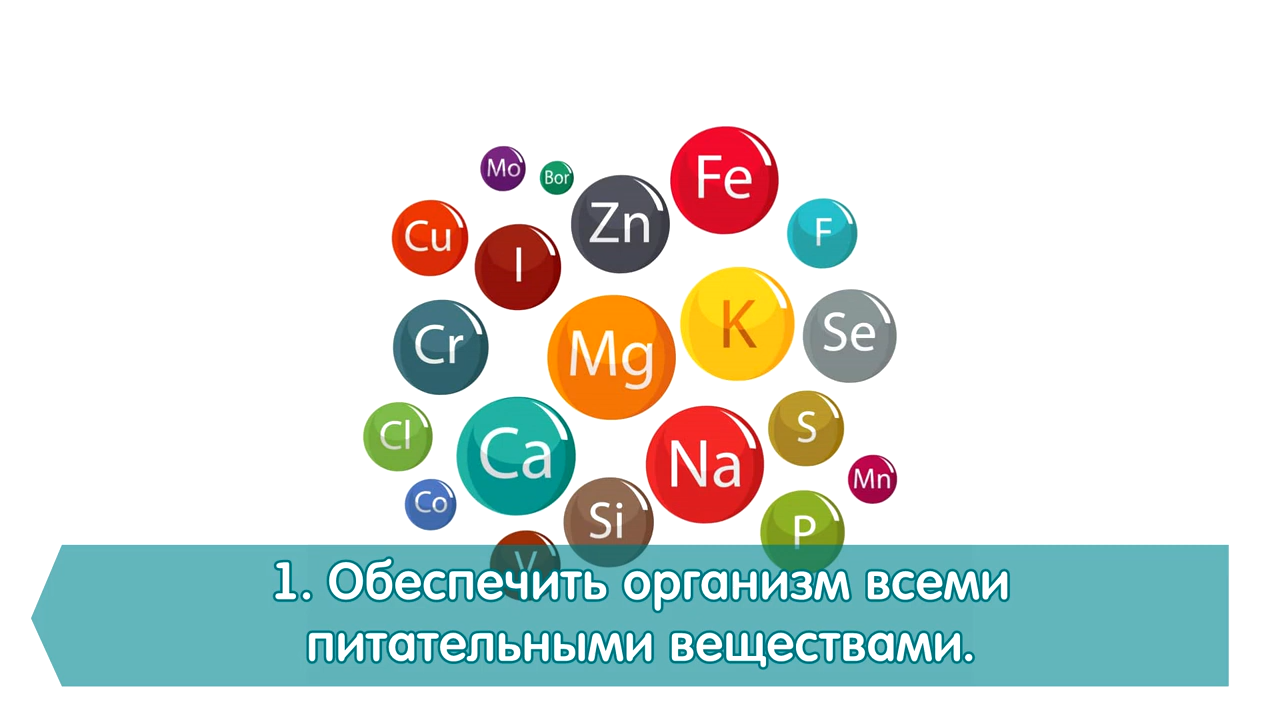 Mo
Bor
Zn
Fe
Cu
I
F
Cr
Mg
K
Se
Cl
Ca
Na
S
Co
Si
Mn
V
P
1. Обеспечить организм всеми
питательными веществами.